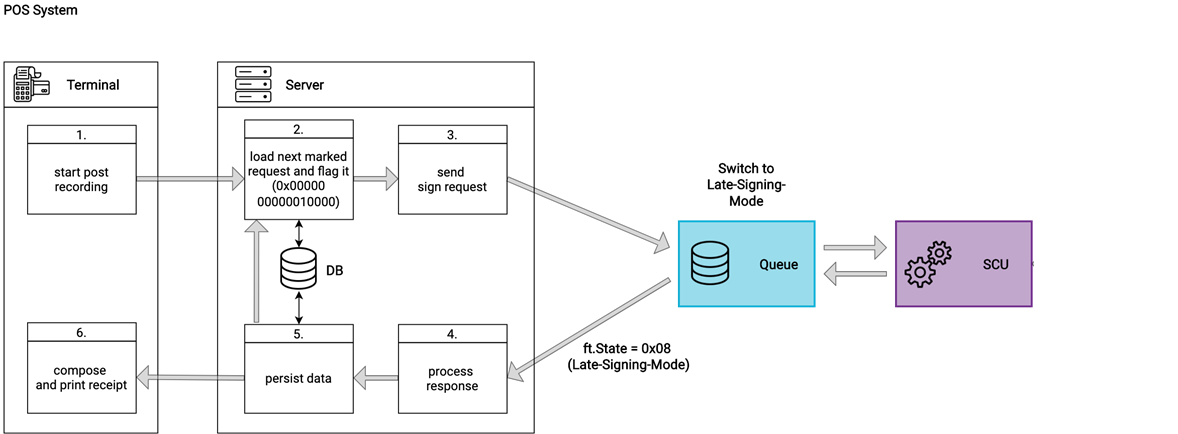 POS System
Terminal
Server
1.
start post
recording
2.
load next marked
request and flag it
(0x00000
00000010000)
3.
send
sign request
Switch to
Late-Signing-
Mode
Queue
SCU
DB
6.
compose
and print receipt
5.
persist data
4.
process
response
ft.State = 0x08
(Late-Signing-Mode)